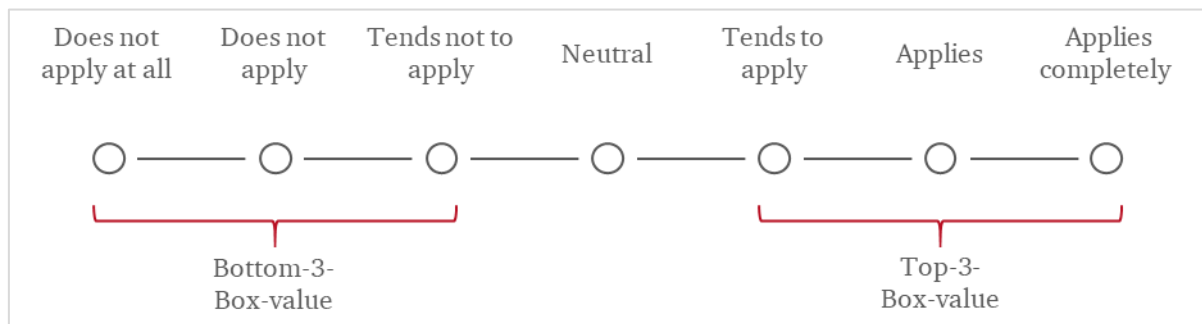 Does not
apply at all
Does not
apply
Tends not to
apply
Neutral
Tends to
apply
Applies
Applies
completely
Bottom-3-
Box-value
Top-3-
Box-value